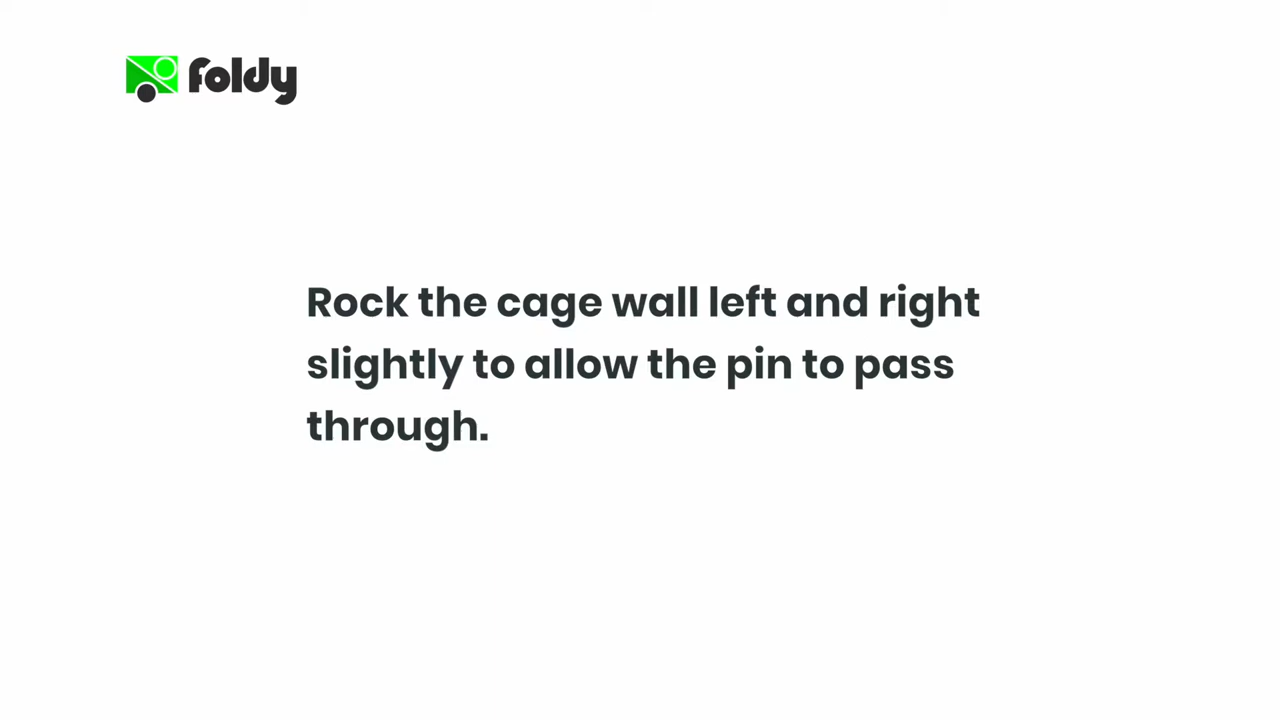 foldy
Rock the cage wall left and right
slightly to allow the pin to pass
through.